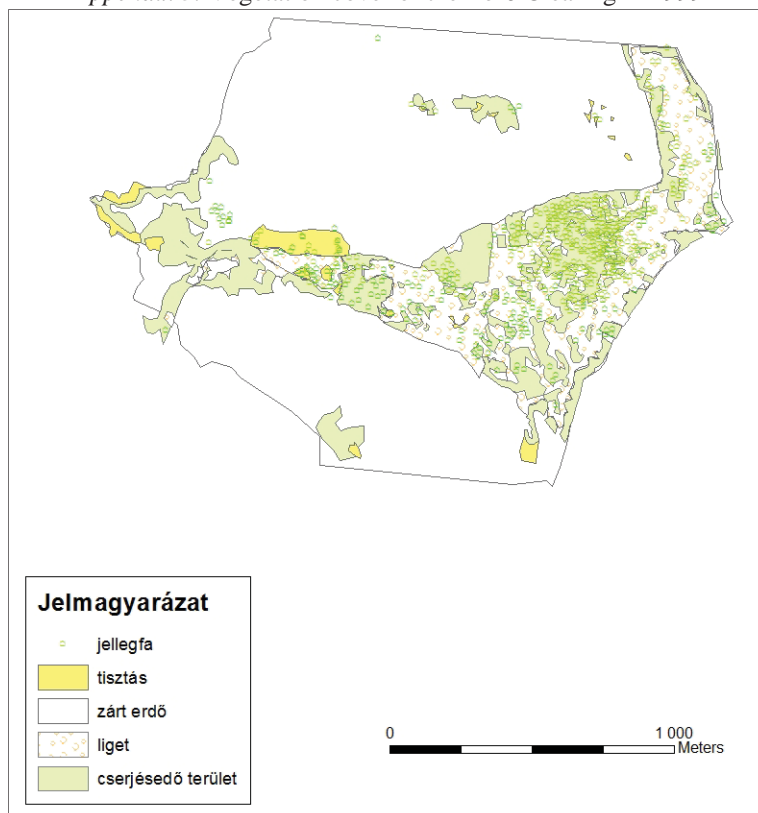 Jelmagyarázat
jellegfa
tisztás
zárt erdő
liget
cserjésedő terület
0 1 000
Meters